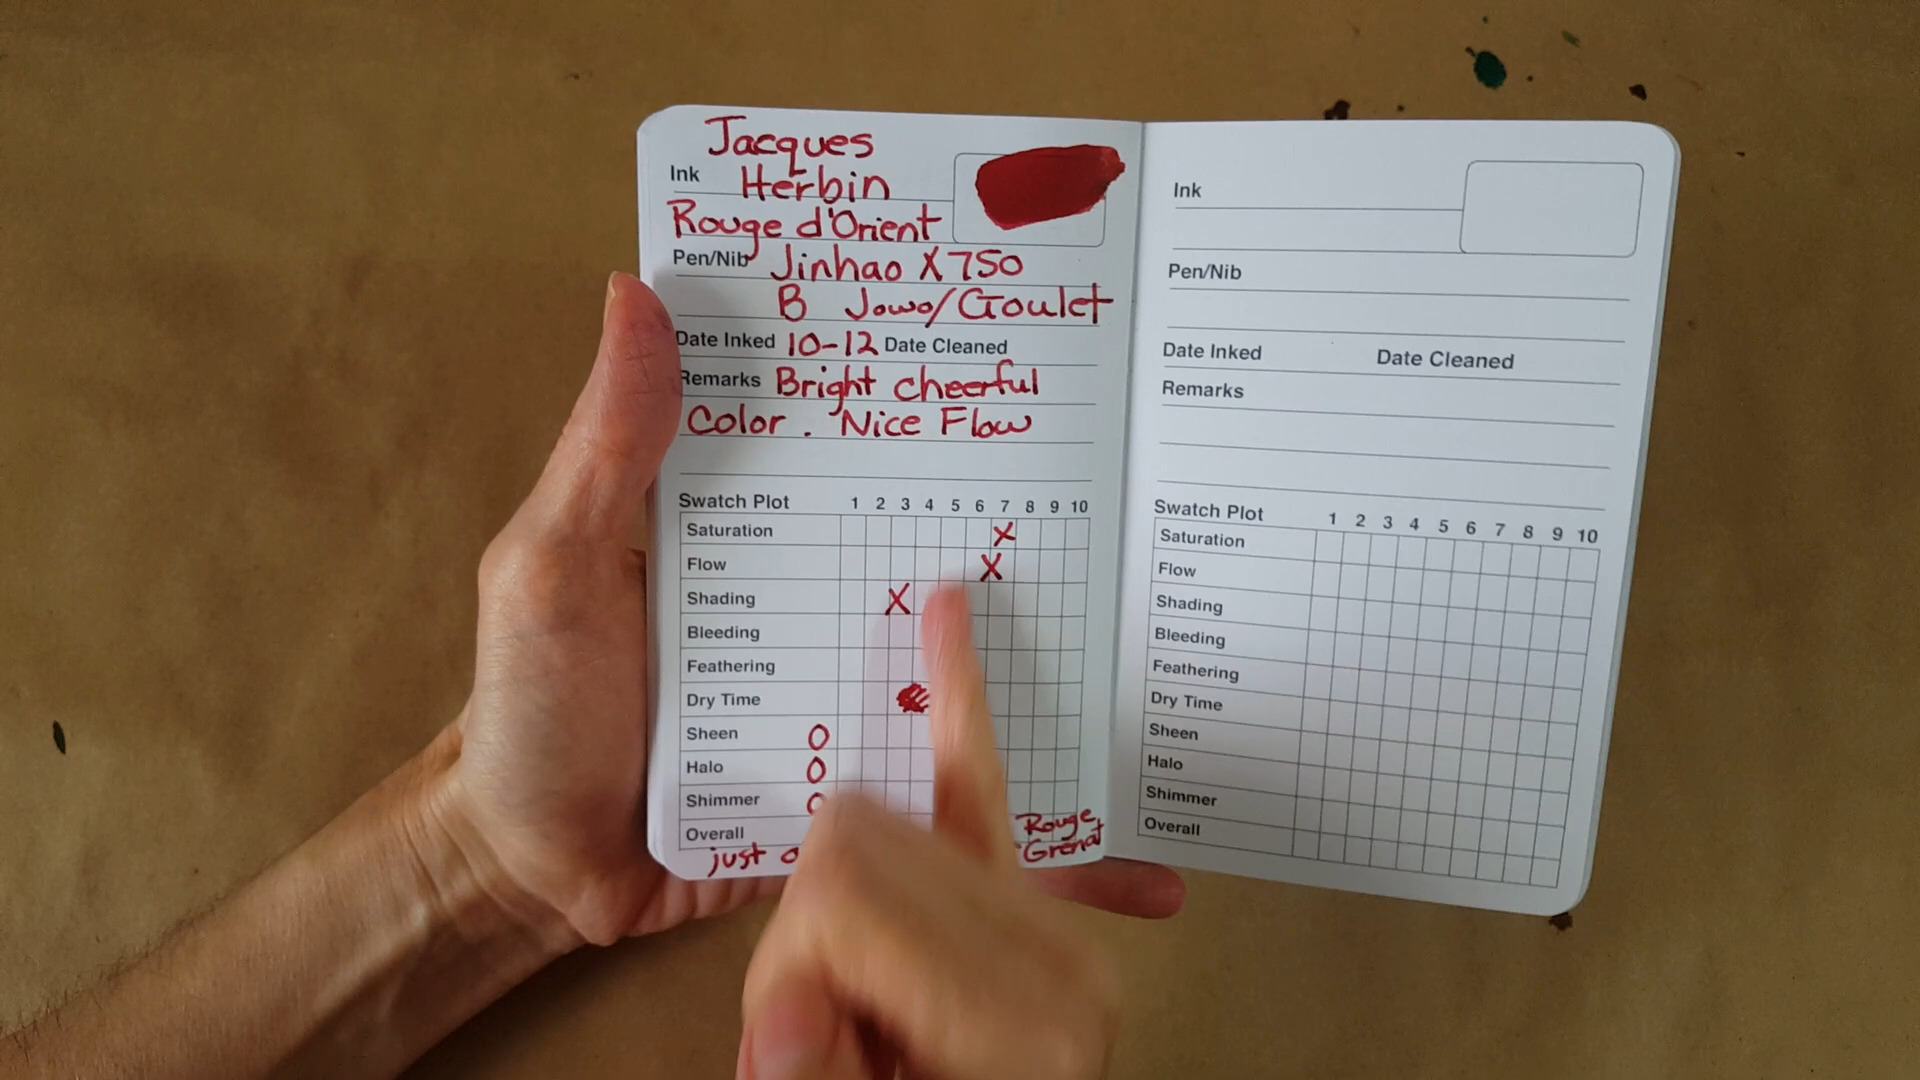 Jacques
Ink Herbin
Rouge d'Orient
Pen/Nib Jinhao X750
B Jowo/Goulet
Date Inked 10-12 Date Cleaned
Remarks Bright cheerful
Color. Nice Flow
Swatch Plot 1 2 3 4 5 6 7 8 9 10
Saturation X
Flow X
Shading X
Bleeding
Feathering
Dry Time
Sheen 0
Halo 0
Shimmer 0
Overall Rouge
just Grenat
Ink
Pen/Nib
Date Inked Date Cleaned
Remarks
Swatch Plot 1 2 3 4 5 6 7 8 9 10
Saturation
Flow
Shading
Bleeding
Feathering
Dry Time
Sheen
Halo
Shimmer
Overall